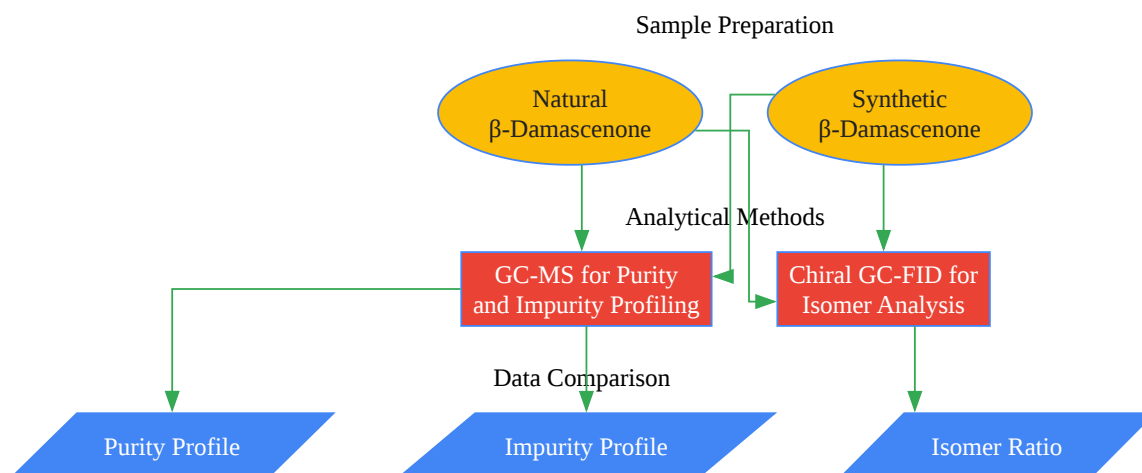 Sample Preparation
Natural
β-Damascenone
Synthetic
β-Damascenone
Analytical Methods
GC-MS for Purity
and Impurity Profiling
Chiral GC-FID for
Isomer Analysis
Data Comparison
Purity Profile
Impurity Profile
Isomer Ratio